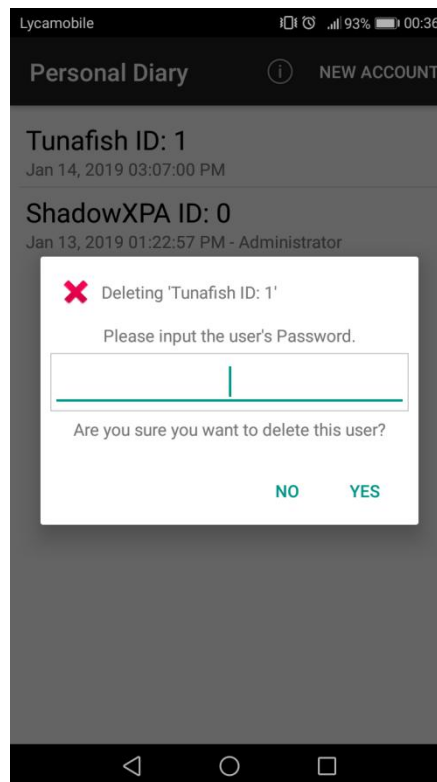 Lycamobile 93% 00:36
Personal Diary NEW ACCOUNT
Tunafish ID: 1
Jan 14, 2019 03:07:00 PM
ShadowXPA ID: 0
Jan 13, 2019 01:22:57 PM - Administrator
Deleting 'Tunafish ID: 1'
Please input the user's Password.
Are you sure you want to delete this user?
NO YES